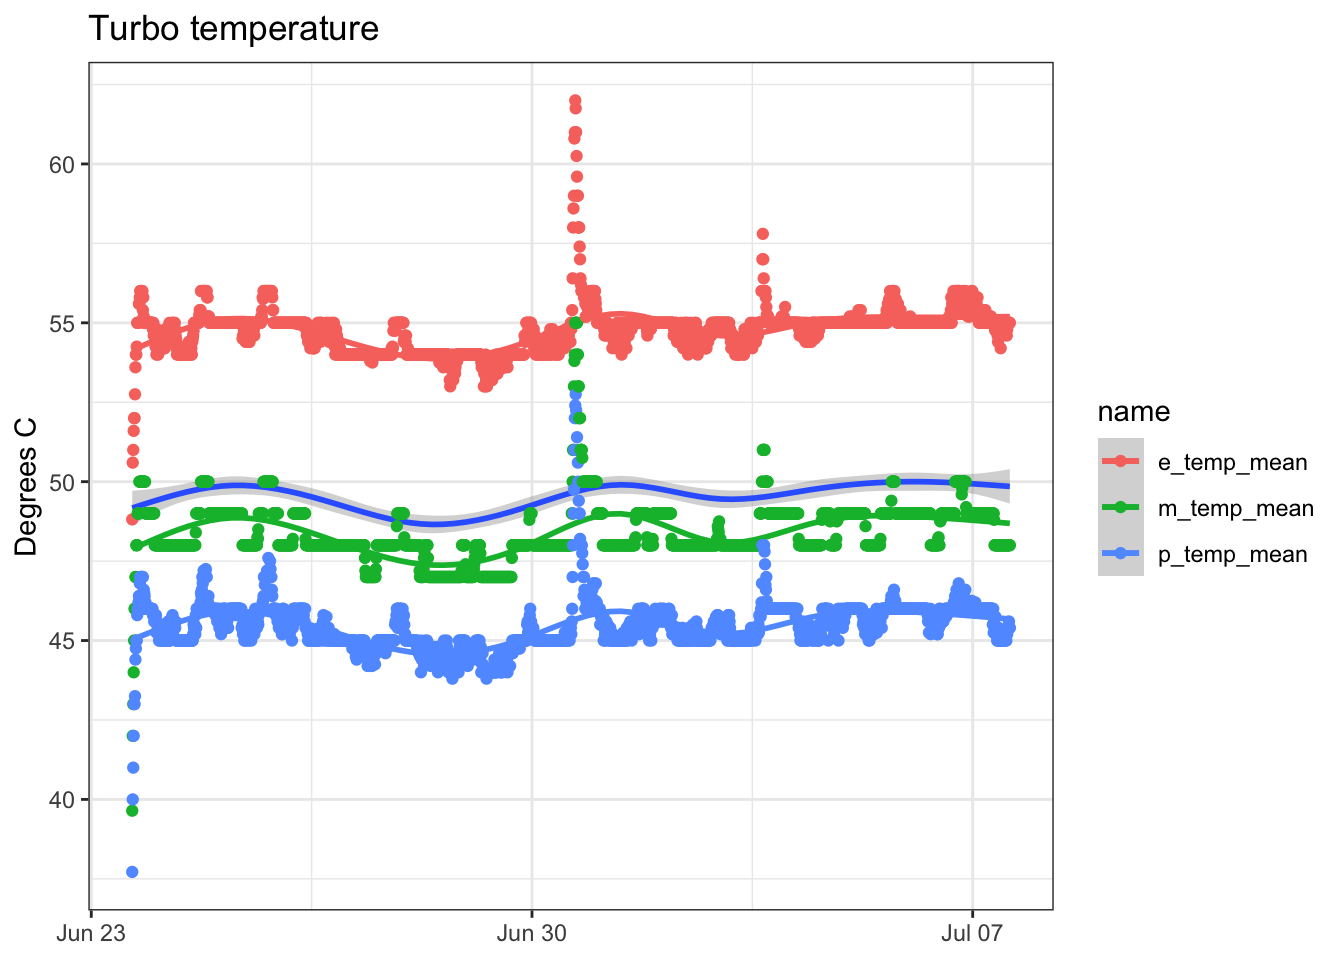 Turbo temperature
60
55
50
45
40
Degrees C
Jun 23
Jun 30
Jul 07
name
e_temp_mean
m_temp_mean
p_temp_mean